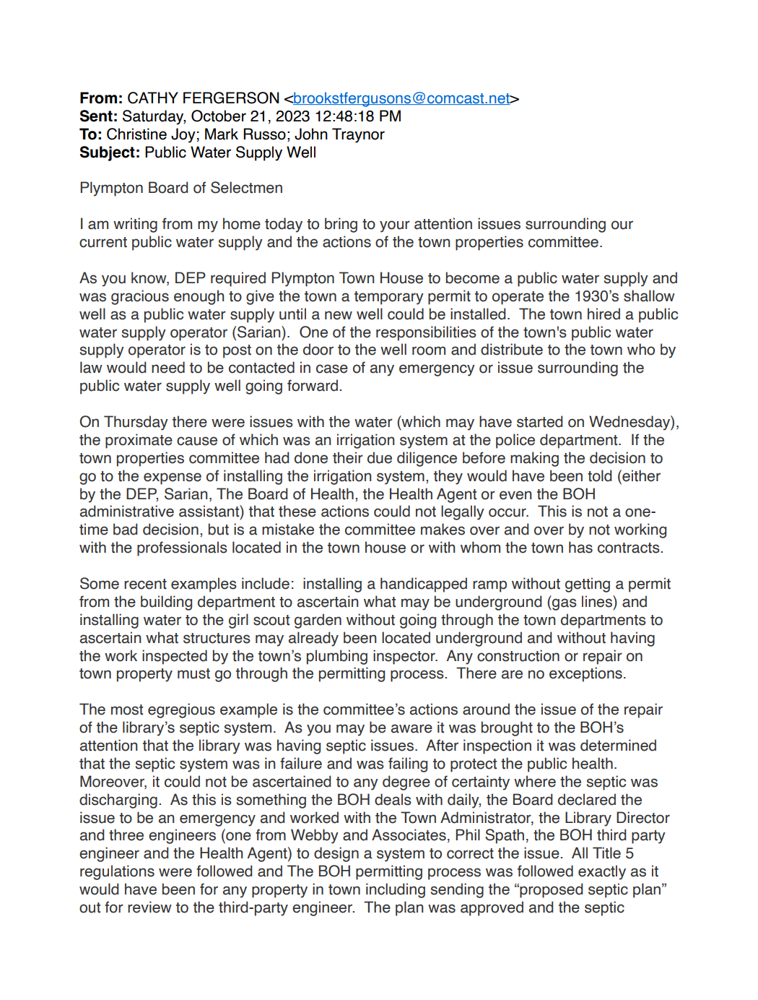 From: CATHY FERGERSON <brookstfergusons@comcast.net>
Sent: Saturday, October 21, 2023 12:48:18 PM
To: Christine Joy; Mark Russo; John Traynor
Subject: Public Water Supply Well
Plympton Board of Selectmen
I am writing from my home today to bring to your attention issues surrounding our
current public water supply and the actions of the town properties committee.
As you know, DEP required Plympton Town House to become a public water supply and
was gracious enough to give the town a temporary permit to operate the 1930’s shallow
well as a public water supply until a new well could be installed.  The town hired a public
water supply operator (Sarian).  One of the responsibilities of the town's public water
supply operator is to post on the door to the well room and distribute to the town who by
law would need to be contacted in case of any emergency or issue surrounding the
public water supply well going forward.
On Thursday there were issues with the water (which may have started on Wednesday),
the proximate cause of which was an irrigation system at the police department.  If the
town properties committee had done their due diligence before making the decision to
go to the expense of installing the irrigation system, they would have been told (either
by the DEP, Sarian, The Board of Health, the Health Agent or even the BOH
administrative assistant) that these actions could not legally occur.  This is not a one-
time bad decision, but is a mistake the committee makes over and over by not working
with the professionals located in the town house or with whom the town has contracts.
Some recent examples include:  installing a handicapped ramp without getting a permit
from the building department to ascertain what may be underground (gas lines) and
installing water to the girl scout garden without going through the town departments to
ascertain what structures may already been located underground and without having
the work inspected by the town’s plumbing inspector.  Any construction or repair on
town property must go through the permitting process.  There are no exceptions.
The most egregious example is the committee’s actions around the issue of the repair
of the library’s septic system.  As you may be aware it was brought to the BOH’s
attention that the library was having septic issues.  After inspection it was determined
that the septic system was in failure and was failing to protect the public health.
Moreover, it could not be ascertained to any degree of certainty where the septic was
discharging.  As this is something the BOH deals with daily, the Board declared the
issue to be an emergency and worked with the Town Administrator, the Library Director
and three engineers (one from Webby and Associates, Phil Spath, the BOH third party
engineer and the Health Agent) to design a system to correct the issue.  All Title 5
regulations were followed and The BOH permitting process was followed exactly as it
would have been for any property in town including sending the “proposed septic plan”
out for review to the third-party engineer.  The plan was approved and the septic